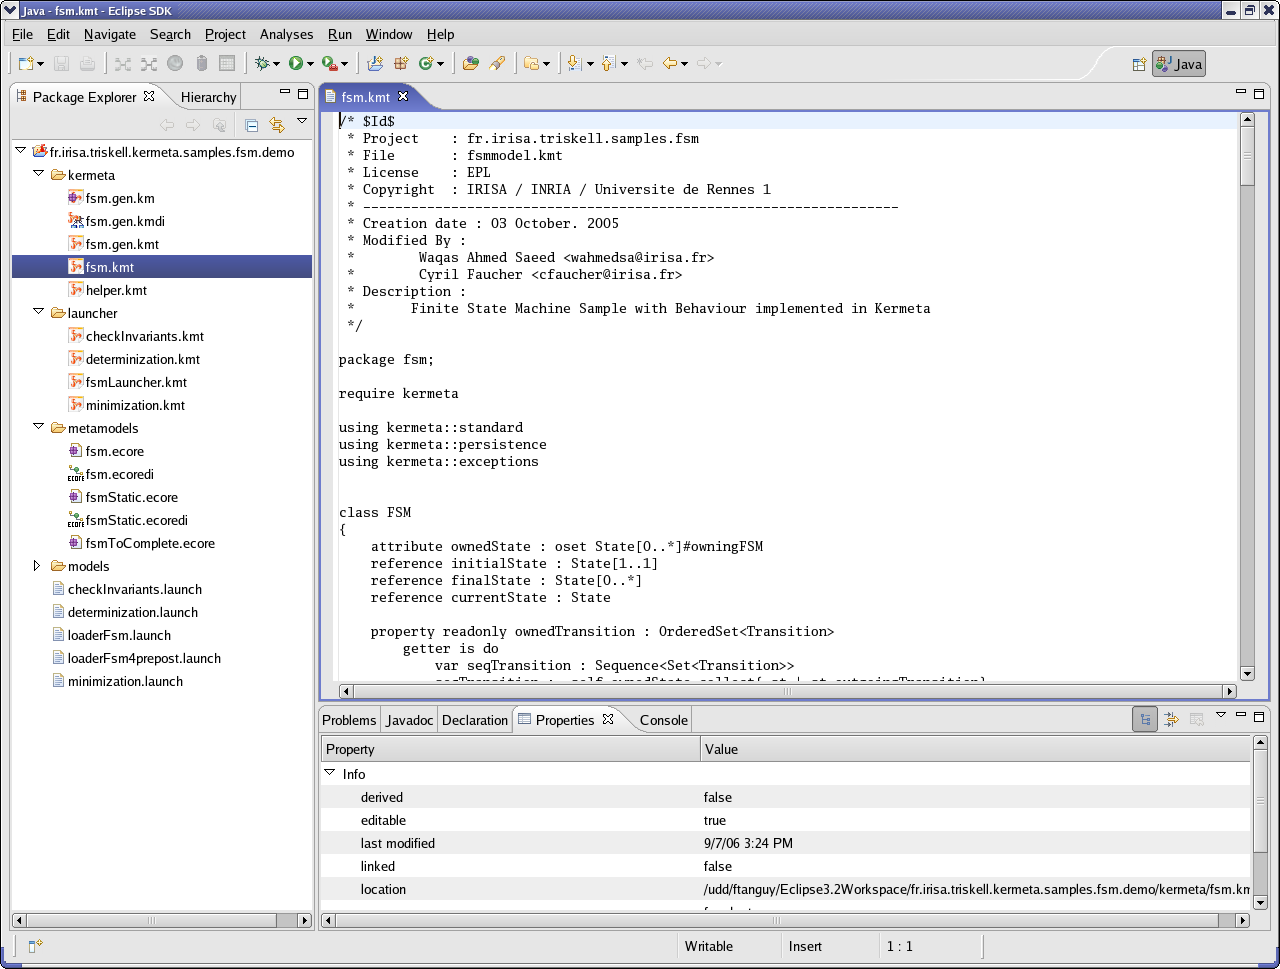 Java - fsm.kmt - Eclipse SDK
File Edit Navigate Search Project Analyses Run Window Help
Java
Package Explorer Hierarchy
fr.irisa.triskell.kermeta.samples.fsm.demo
kermeta
fsm.gen.km
fsm.gen.kmdi
fsm.gen.kmt
fsm.kmt
helper.kmt
launcher
checkInvariants.kmt
determinization.kmt
fsmLauncher.kmt
minimization.kmt
metamodels
fsm.ecore
fsm.ecoredi
fsmStatic.ecore
fsmStatic.ecoredi
fsmToComplete.ecore
models
checkInvariants.launch
determinization.launch
loaderFsm.launch
loaderFsm4prepost.launch
minimization.launch
fsm.kmt
/* $Id$
* Project : fr.irisa.triskell.samples.fsm
* File : fsmmodel.kmt
* License : EPL
* Copyright : IRISA / INRIA / Universite de Rennes 1
* -------------------------------------------------------------------
* Creation date : 03 October. 2005
* Modified By :
* Waqas Ahmed Saeed <wahmedsa@irisa.fr>
* Cyril Faucher <cfaucher@irisa.fr>
* Description :
* Finite State Machine Sample with Behaviour implemented in Kermeta
*/
package fsm;
require kermeta
using kermeta::standard
using kermeta::persistence
using kermeta::exceptions
class FSM
{
attribute ownedState : oset State[0..*]#owningFSM
reference initialState : State[1..1]
reference finalState : State[0..*]
reference currentState : State
property readonly ownedTransition : OrderedSet<Transition>
getter is do
var seqTransition : Sequence<Set<Transition>>
Problems Javadoc Declaration Properties Console
Property Value
Info
derived false
editable true
last modified 9/7/06 3:24 PM
linked false
location /udd/ftanguy/Eclipse3.2Workspace/fr.irisa.triskell.kermeta.samples.fsm.demo/kermeta/fsm.km
Writable Insert 1 : 1